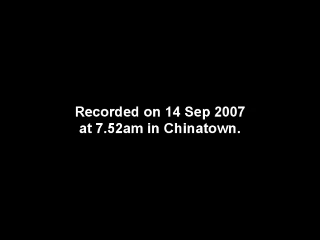 Recorded on 14 Sep 2007
at 7.52am in Chinatown.